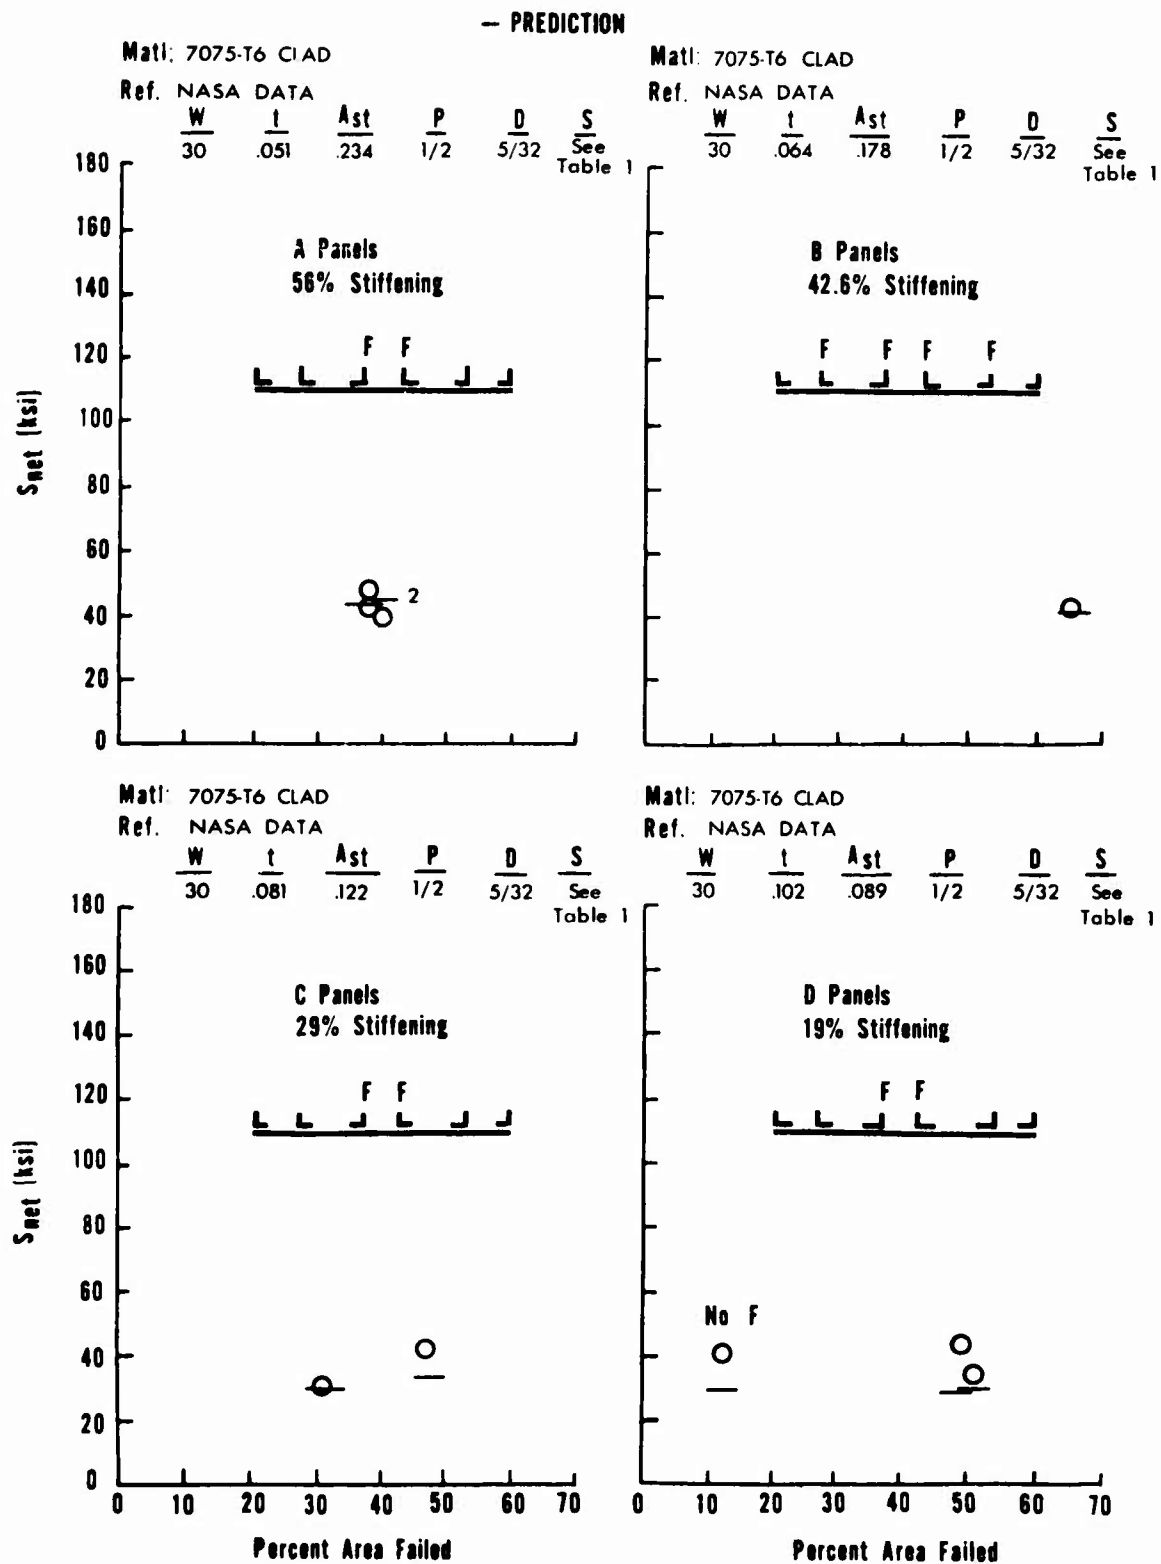 — PREDICTION
Matl: 7075-T6 CLAD
Ref. NASA DATA
W t Ast P D S
30 .051 .234 1/2 5/32 See
Table 1
180
160
140
120
100
80
60
40
20
0
Snet (ksi)
A Panels
56% Stiffening
F F
2
Matl: 7075-T6 CLAD
Ref. NASA DATA
W t Ast P D S
30 .064 .178 1/2 5/32 See
Table 1
B Panels
42.6% Stiffening
F F F F
Matl: 7075-T6 CLAD
Ref. NASA DATA
W t Ast P D S
30 .081 .122 1/2 5/32 See
Table 1
180
160
140
120
100
80
60
40
20
0
Snet (ksi)
C Panels
29% Stiffening
F F
0 10 20 30 40 50 60 70
Percent Area Failed
Matl: 7075-T6 CLAD
Ref. NASA DATA
W t Ast P D S
30 .102 .089 1/2 5/32 See
Table 1
D Panels
19% Stiffening
F F
No F
0 10 20 30 40 50 60 70
Percent Area Failed